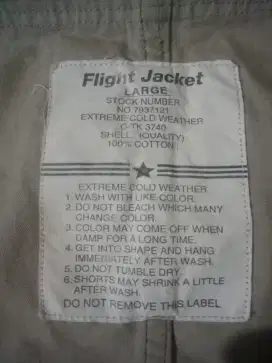 Flight Jacket
LARGE
STOCK NUMBER
NO.7937121
EXTREME COLD WEATHER
C-TK 3740
SHELL: (QUALITY)
100% COTTON
EXTREME COLD WEATHER
1. WASH WITH LIKE COLOR.
2. DO NOT BLEACH WHICH MANY
CHANGE COLOR.
3. COLOR MAY COME OFF WHEN
DAMP FOR A LONG TIME.
4. GET INTO SHAPE AND HANG
IMMEDIATELY AFTER WASH.
5. DO NOT TUMBLE DRY.
6. SHORTS MAY SHRINK A LITTLE
AFTER WASH.
DO NOT REMOVE THIS LABEL